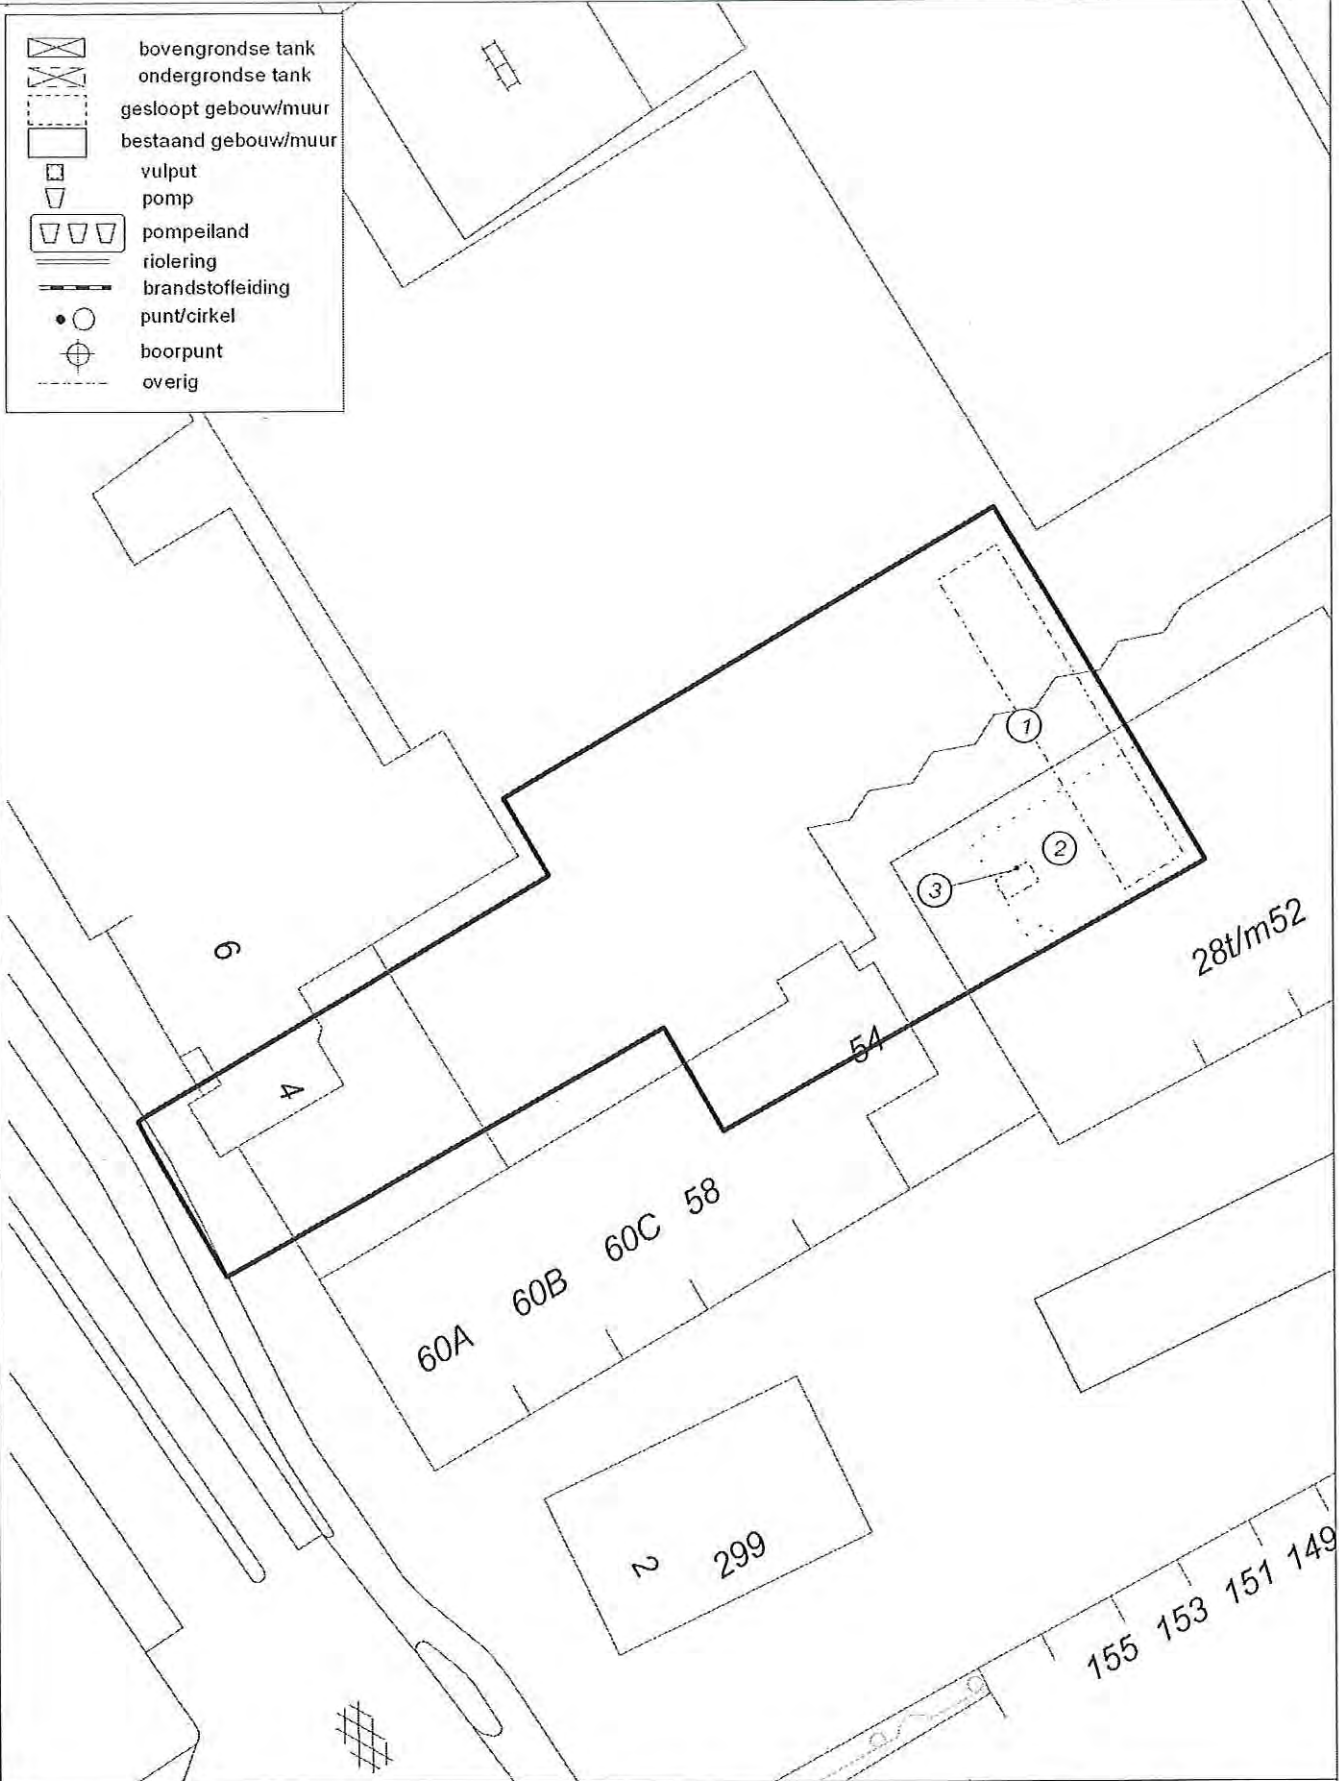 bovengrondse tank
ondergrondse tank
gesloopt gebouw/muur
bestaand gebouw/muur
vulput
pomp
pompeiland
riolering
brandstofleiding
punt/cirkel
boorpunt
overig
1
2
3
6
4
54
28t/m52
58
60C
60B
60A
2
299
155
153
151
149